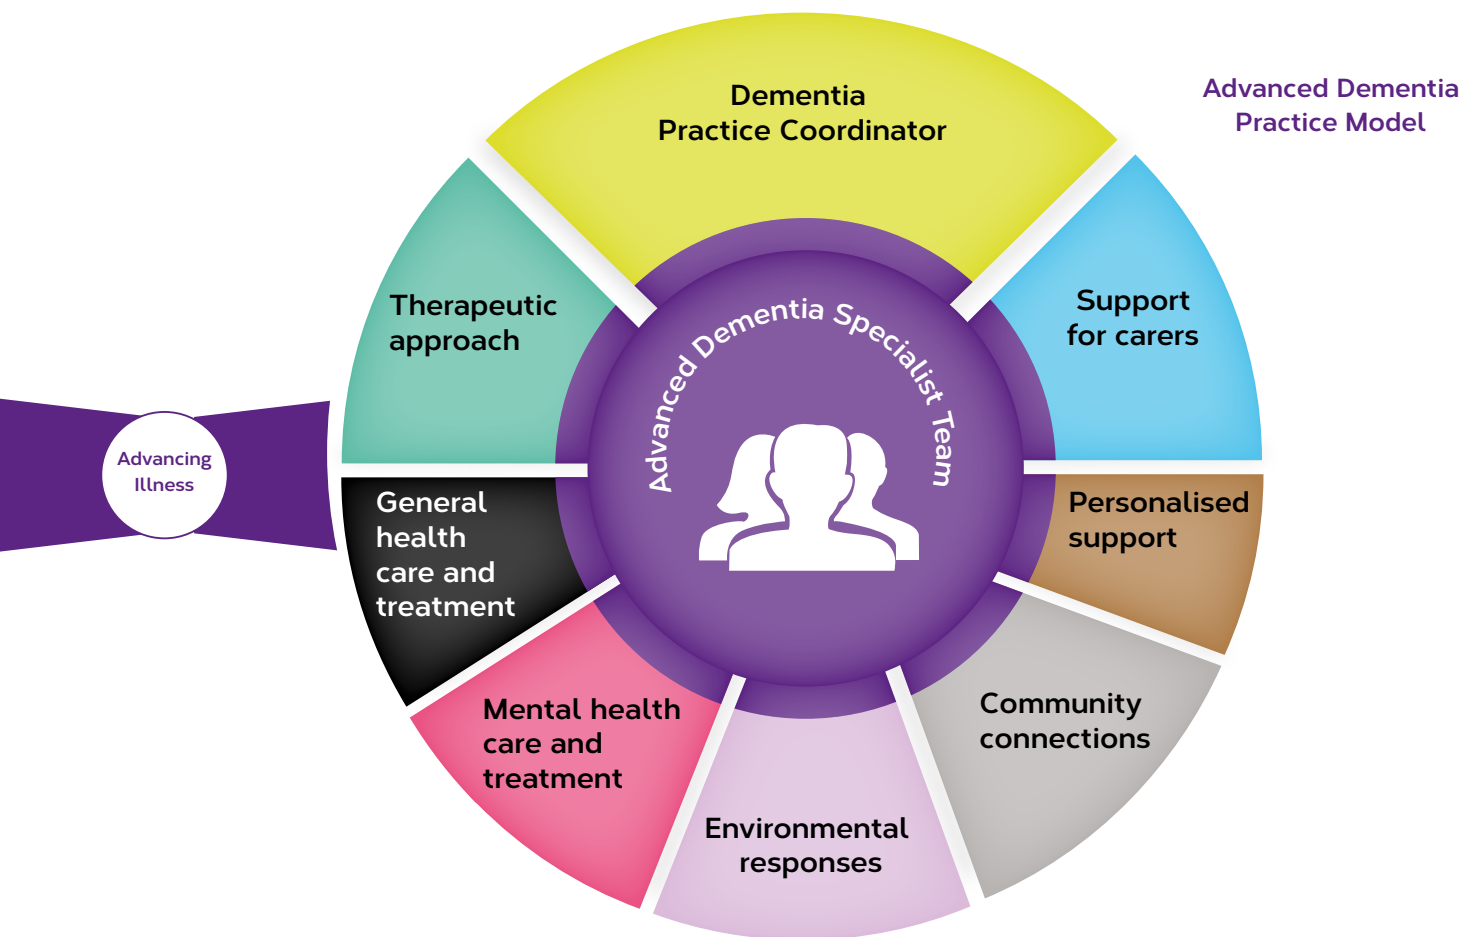 Advanced Dementia
Practice Model
Dementia
Practice Coordinator
Support
for carers
Personalised
support
Community
connections
Environmental
responses
Mental health
care and
treatment
General
health
care and
treatment
Therapeutic
approach
Advanced Dementia Specialist Team
Advancing
Illness